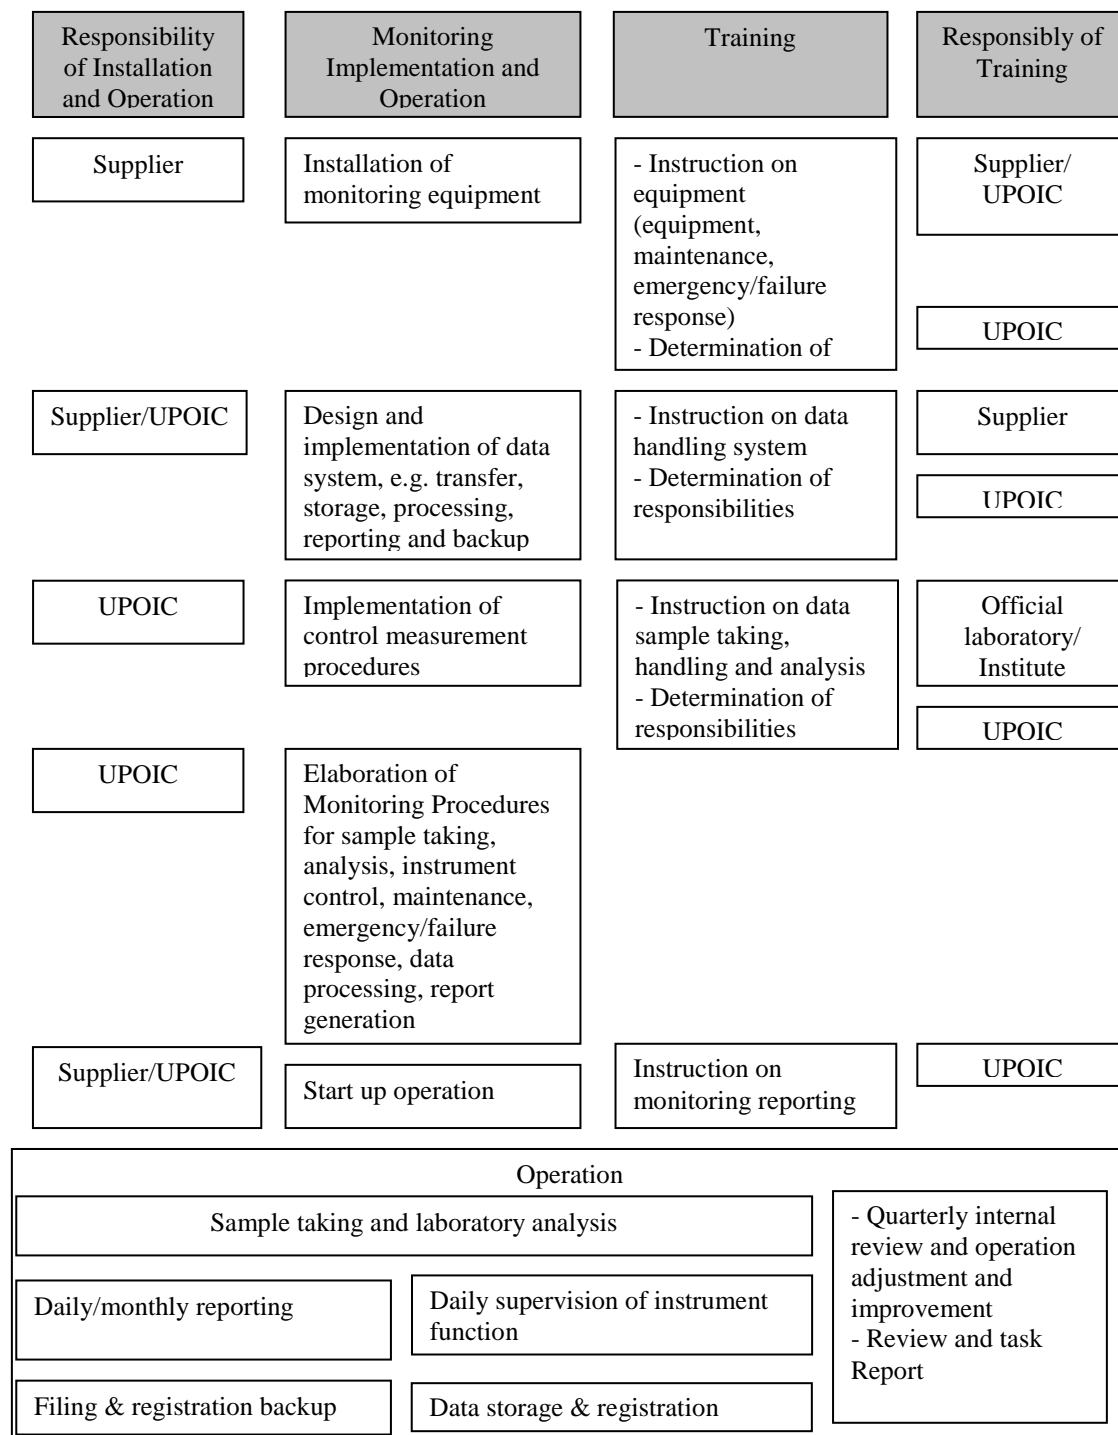 Responsibility
of Installation
and Operation
Monitoring
Implementation and
Operation
Training
Responsibly of
Training
Supplier
Installation of
monitoring equipment
- Instruction on
equipment
(equipment,
maintenance,
emergency/failure
response)
- Determination of
Supplier/
UPOIC
UPOIC
Supplier/UPOIC
Design and
implementation of data
system, e.g. transfer,
storage, processing,
reporting and backup
- Instruction on data
handling system
- Determination of
responsibilities
Supplier
UPOIC
UPOIC
Implementation of
control measurement
procedures
- Instruction on data
sample taking,
handling and analysis
- Determination of
responsibilities
Official
laboratory/
Institute
UPOIC
UPOIC
Elaboration of
Monitoring Procedures
for sample taking,
analysis, instrument
control, maintenance,
emergency/failure
response, data
processing, report
generation
Supplier/UPOIC
Start up operation
Instruction on
monitoring reporting
UPOIC
Operation
Sample taking and laboratory analysis
Daily/monthly reporting
Daily supervision of instrument
function
Filing & registration backup
Data storage & registration
- Quarterly internal
review and operation
adjustment and
improvement
- Review and task
Report